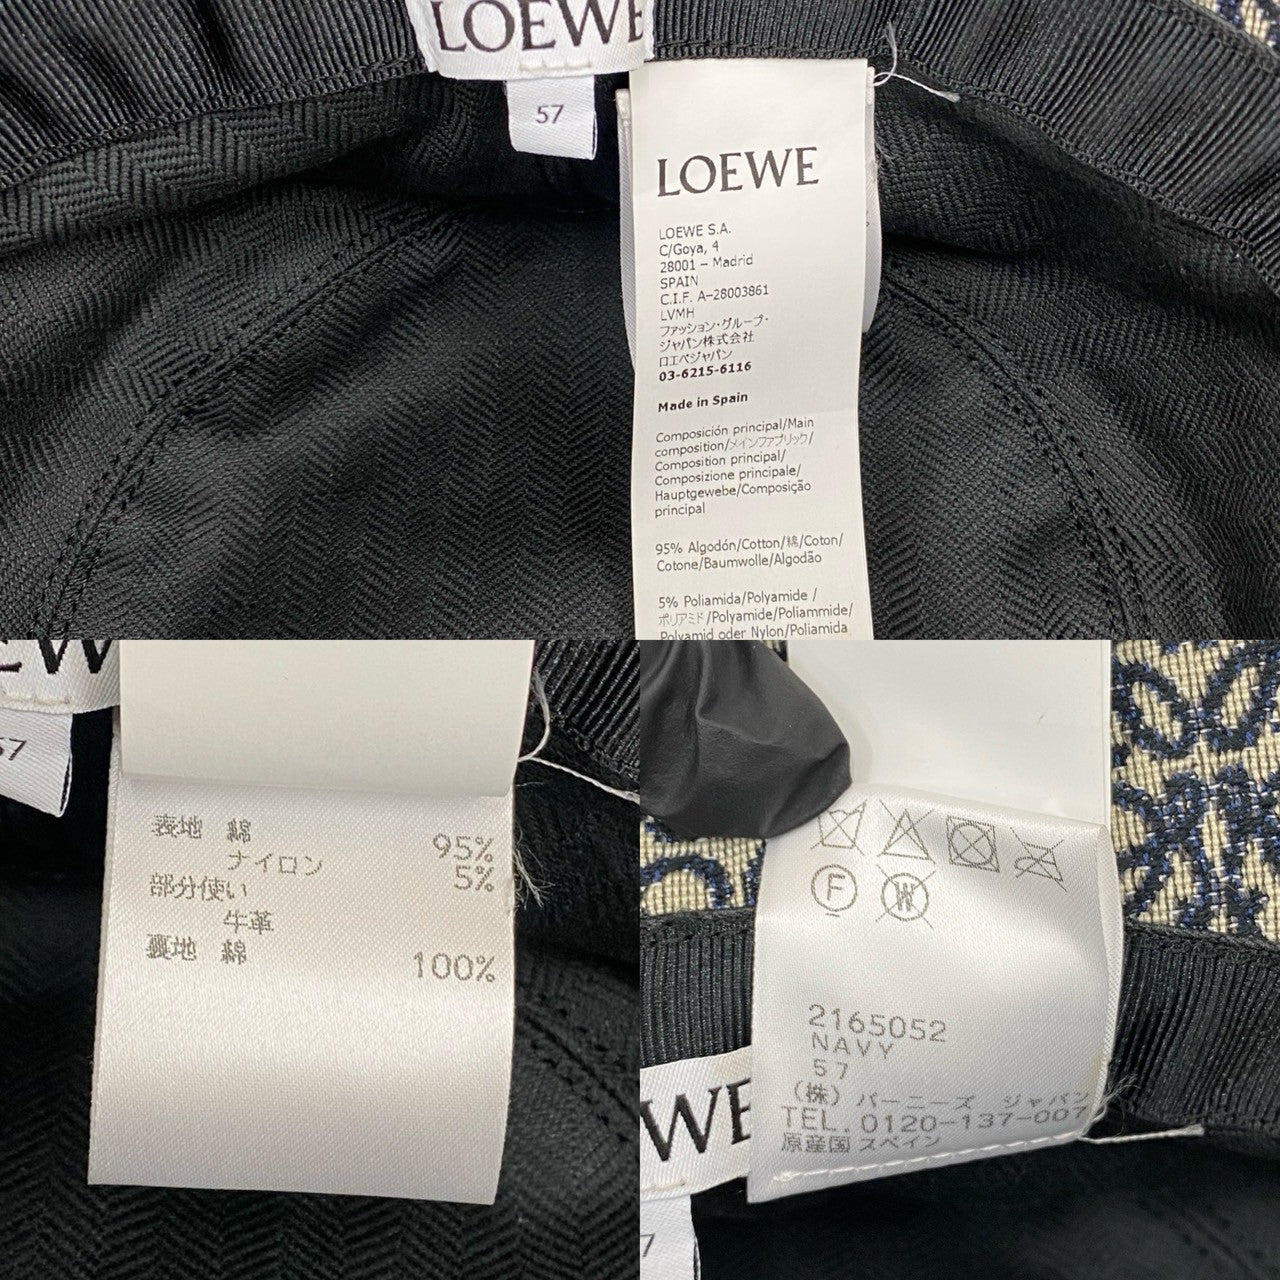 LOEWE
57
LOEWE
LOEWE S.A.
C/Goya, 4
28001 – Madrid
SPAIN
C.I.F. A-28003861
LVMH
ファッション・グループ・
ジャパン株式会社
ロエベジャパン
03-6215-6116
Made in Spain
Composición principal/Main
composition/メインファブリック/
Composition principal/
Composizione principale/
Hauptgewebe/Composição
principal
95% Algodón/Cotton/綿/Coton/
Cotone/Baumwolle/Algodão
5% Poliamida/Polyamide /
ポリアミド/Polyamide/Poliammide/
Polyamid oder Nylon/Poliamida
EW
57
表地 綿 95%
ナイロン 5%
部分使い
牛革
裏地 綿 100%
F
W
2165052
NAVY
57
(株) バーニーズ ジャパン
TEL. 0120-137-007
原産国 スペイン
WE
7